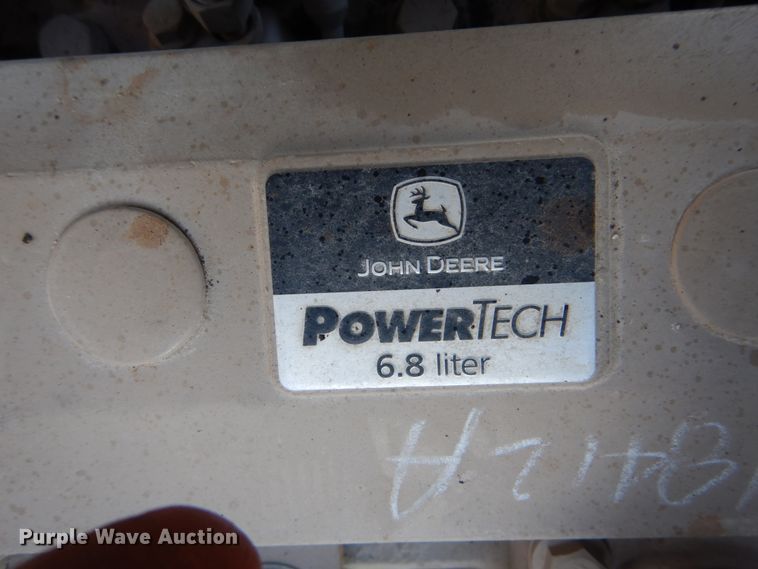 JOHN DEERE
POWERTECH
6.8 liter
Purple Wave Auction